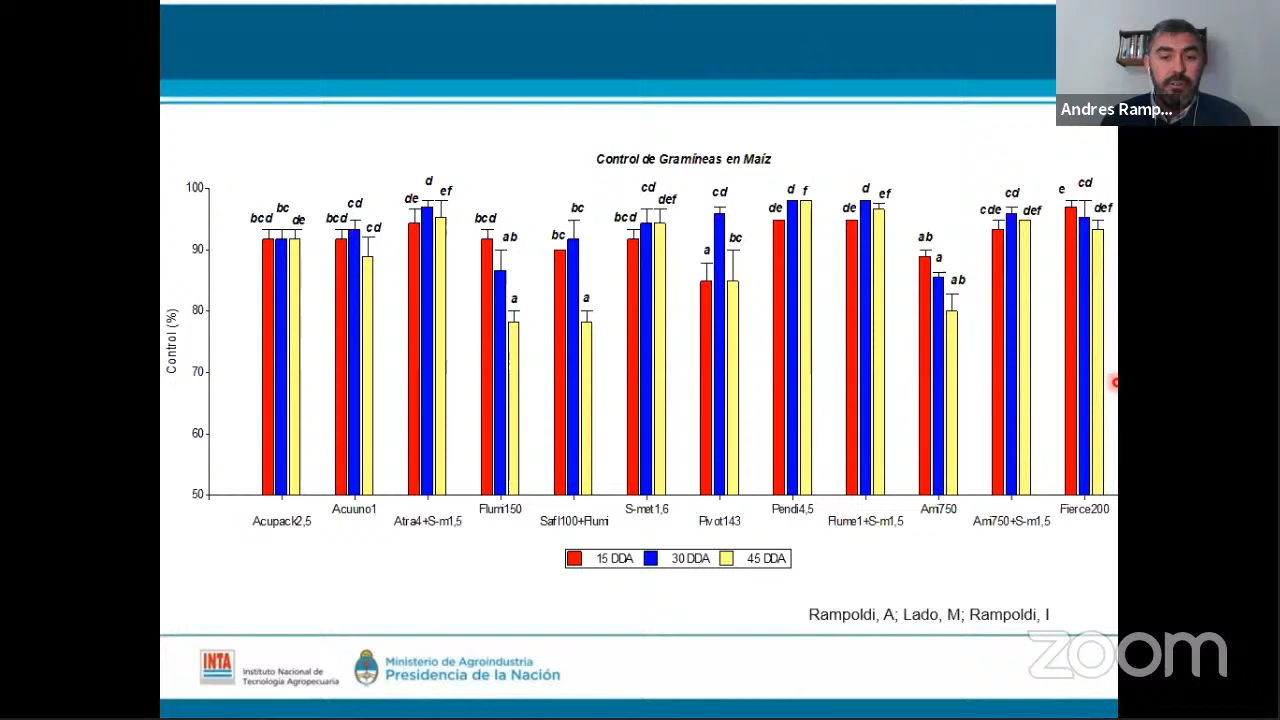 Andres Ramp...
Control de Gramíneas en Maíz
Control (%)
100
90
80
70
60
50
bcd bc de
bcd cd cd
de d ef
bcd ab a
bc bc a
bcd cd def
a cd bc
de d f
de d ef
ab a ab
cde cd def
e cd def
Acupack2,5
Acuuno1
Atra4+S-m1,5
Flumi150
Safl100+Flumi
S-met1,6
Pivot143
Pendi4,5
Flume1+S-m1,5
Ami750
Ami750+S-m1,5
Fierce200
15 DDA 30 DDA 45 DDA
Rampoldi, A; Lado, M; Rampoldi, I
zoom
INTA
Instituto Nacional de
Tecnología Agropecuaria
Ministerio de Agroindustria
Presidencia de la Nación